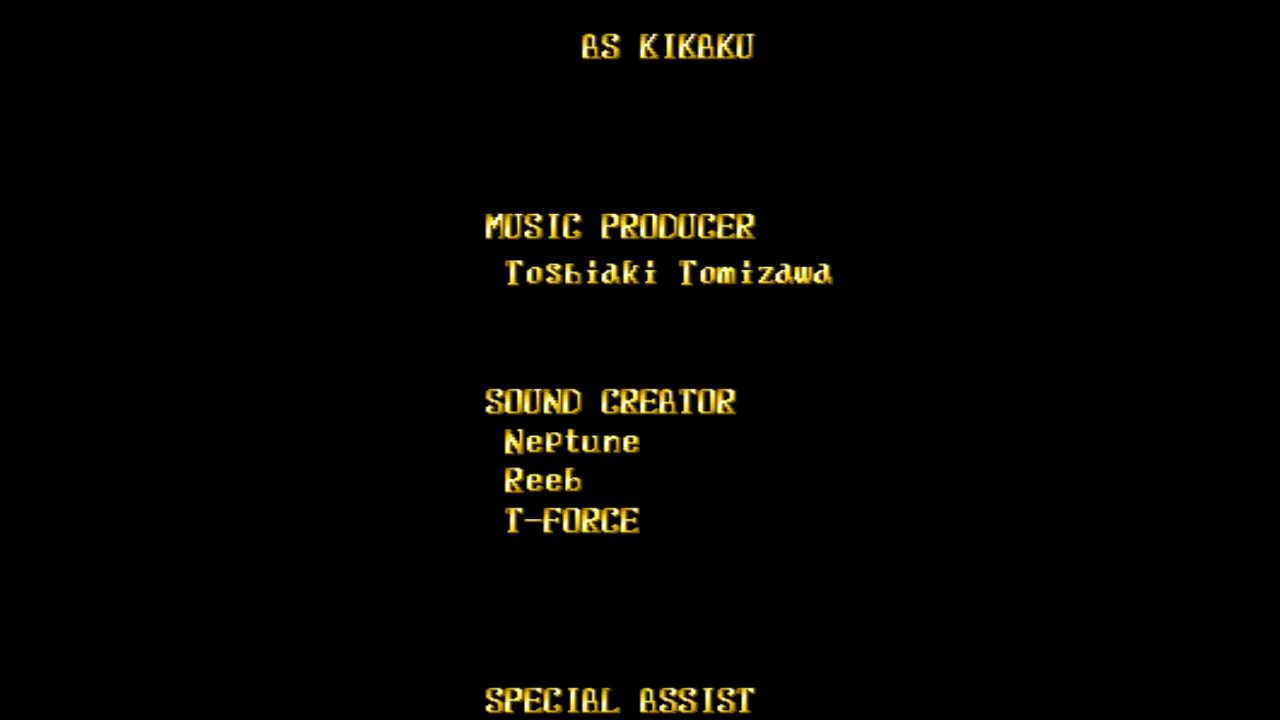 AS KIKAKU
MUSIC PRODUCER
Toshiaki Tomizawa
SOUND CREATOR
Neptune
Reeb
T-FORCE
SPECIAL ASSIST